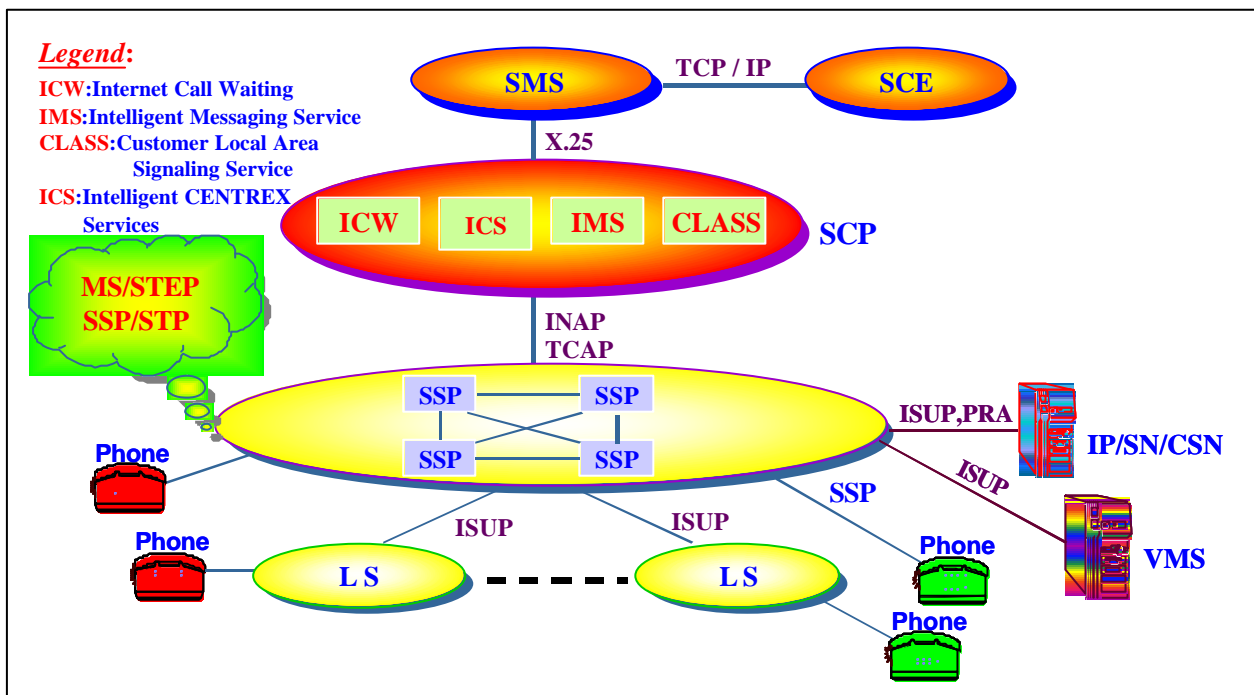 Legend:
ICW:Internet Call Waiting
IMS:Intelligent Messaging Service
CLASS:Customer Local Area
Signaling Service
ICS:Intelligent CENTREX
Services
SMS
TCP / IP
SCE
X.25
ICW
ICS
IMS
CLASS
SCP
MS/STEP
SSP/STP
INAP
TCAP
SSP
SSP
SSP
SSP
ISUP,PRA
IP/SN/CSN
ISUP
VMS
Phone
SSP
ISUP
ISUP
Phone
L S
L S
Phone
Phone